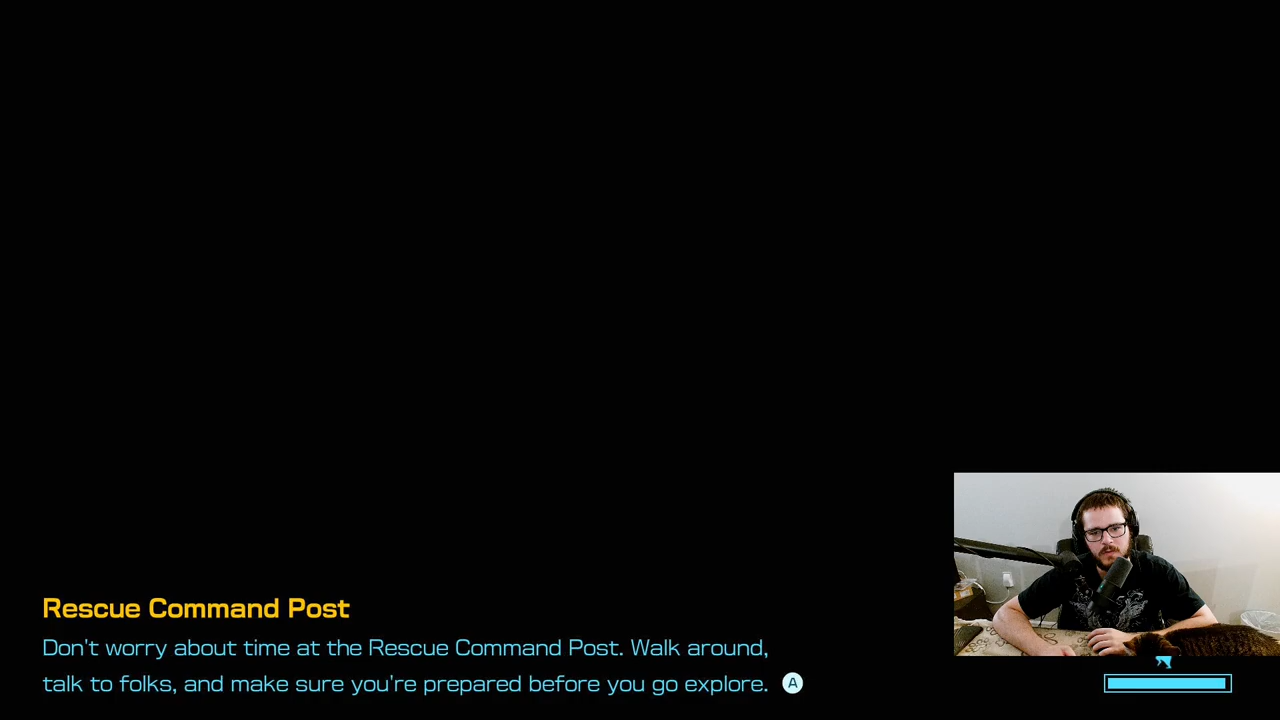 Rescue Command Post
Don't worry about time at the Rescue Command Post. Walk around,
talk to folks, and make sure you're prepared before you go explore. A